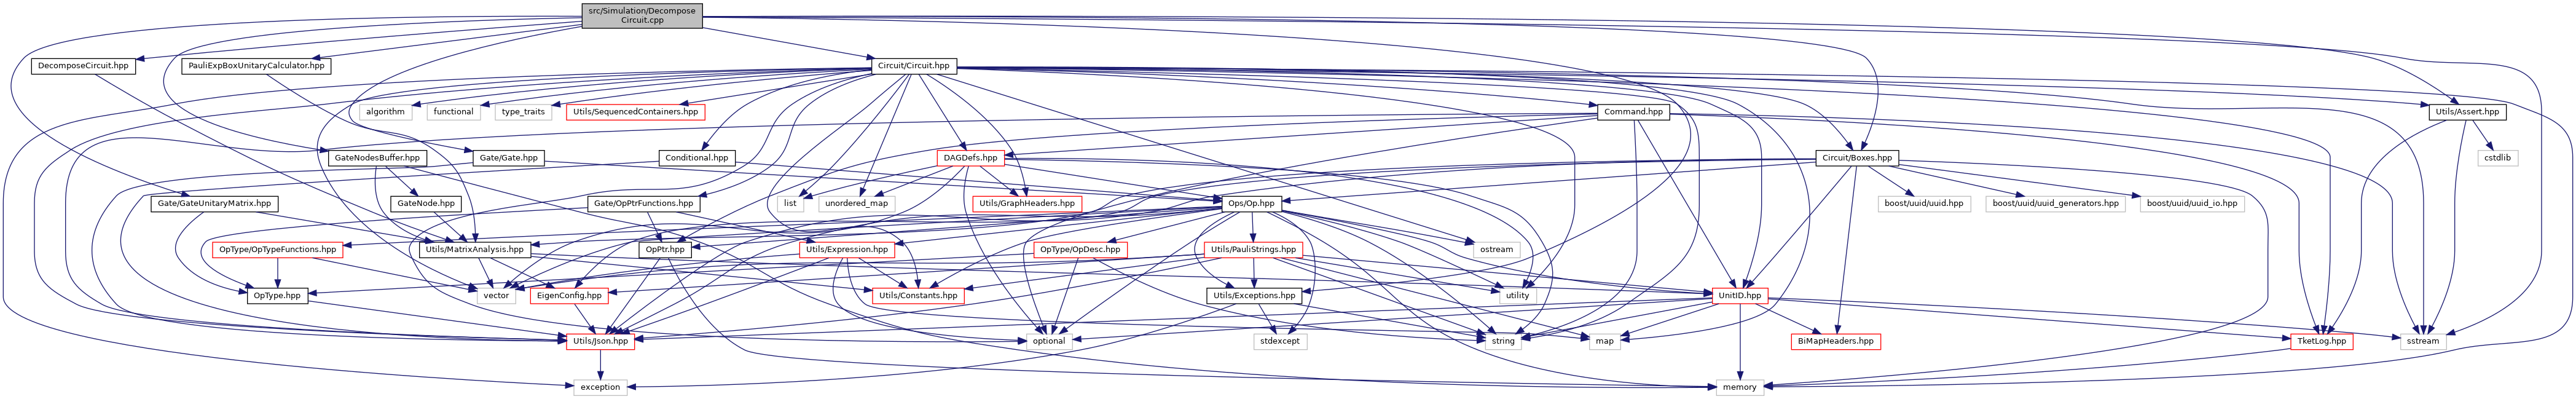 src/Simulation/Decompose
Circuit.cpp
DecomposeCircuit.hpp
PauliExpBoxUnitaryCalculator.hpp
Circuit/Circuit.hpp
algorithm
functional
type_traits
Utils/SequencedContainers.hpp
Command.hpp
Utils/Assert.hpp
GateNodesBuffer.hpp
Gate/Gate.hpp
Conditional.hpp
DAGDefs.hpp
Circuit/Boxes.hpp
cstdlib
Gate/GateUnitaryMatrix.hpp
GateNode.hpp
Gate/OpPtrFunctions.hpp
list
unordered_map
Utils/GraphHeaders.hpp
Ops/Op.hpp
boost/uuid/uuid.hpp
boost/uuid/uuid_generators.hpp
boost/uuid/uuid_io.hpp
OpType/OpTypeFunctions.hpp
Utils/MatrixAnalysis.hpp
OpPtr.hpp
Utils/Expression.hpp
OpType/OpDesc.hpp
Utils/PauliStrings.hpp
ostream
OpType.hpp
vector
EigenConfig.hpp
Utils/Constants.hpp
Utils/Exceptions.hpp
utility
UnitID.hpp
Utils/Json.hpp
optional
stdexcept
string
map
BiMapHeaders.hpp
TketLog.hpp
sstream
exception
memory